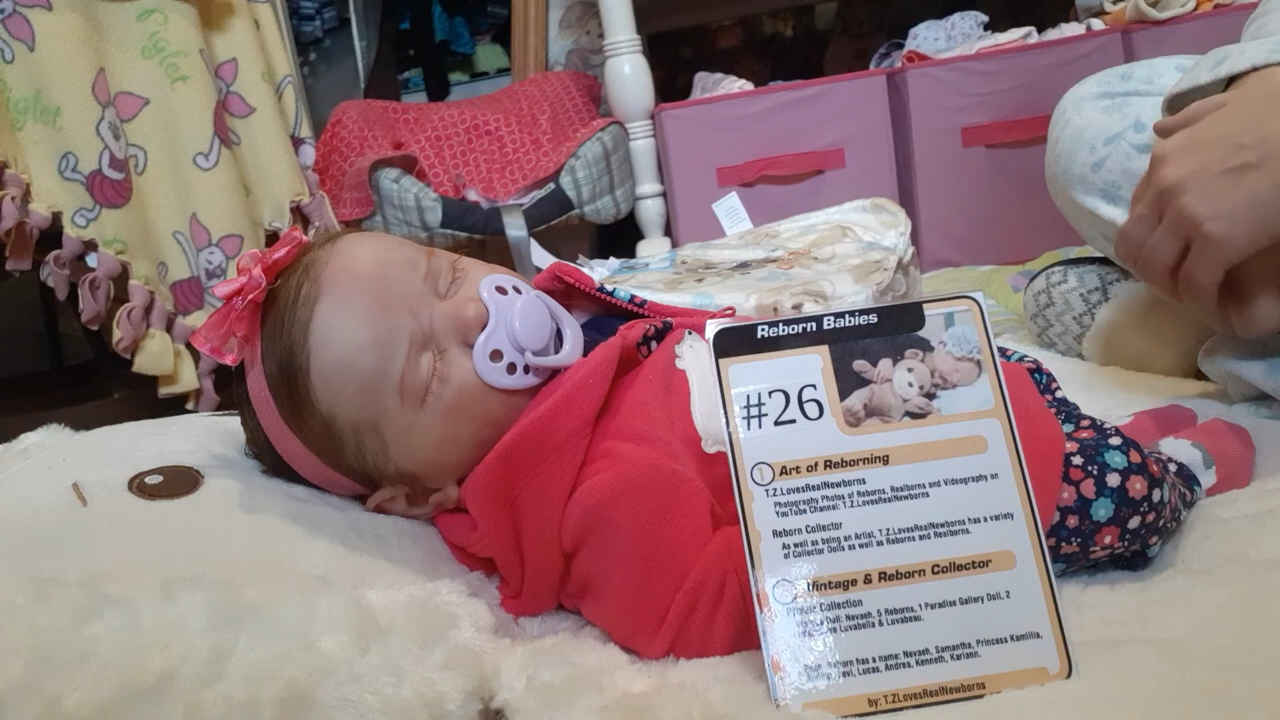 Piglet
Piglet
Reborn Babies
#26
1 Art of Reborning
T.Z.LovesRealNewborns
Photography Photos of Reborns, Realborns and Videography on
YouTube Channel: T.Z.LovesRealNewborns
Reborn Collector
As well as being an Artist, T.Z.LovesRealNewborns has a variety
of Collector Dolls as well as Reborns and Realborns.
Vintage & Reborn Collector
Private Collection
Doll: Nevaeh, 5 Reborns, 1 Paradise Gallery Doll, 2
Luvabella & Luvabeau.
Reborn has a name: Nevaeh, Samantha, Princess Kamillia,
Levi, Lucas, Andrea, Kenneth, Kariann.
by: T.ZLovesRealNewborns